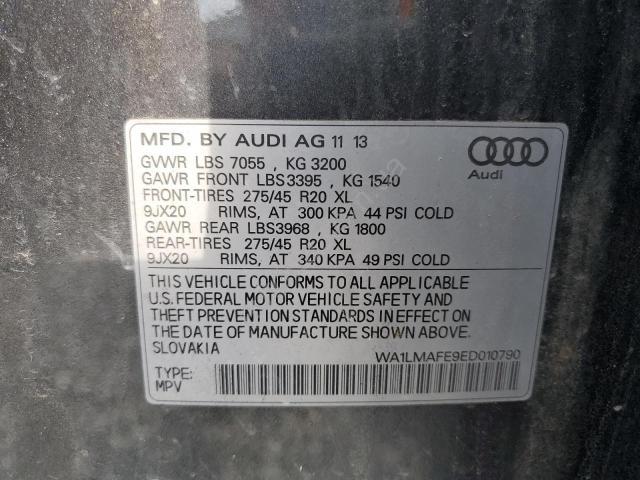 MFD. BY AUDI AG 11 13
GVWR LBS 7055 , KG 3200
GAWR FRONT LBS3395 , KG 1540
FRONT-TIRES 275/45 R20 XL
9JX20 RIMS, AT 300 KPA 44 PSI COLD
GAWR REAR LBS3968 , KG 1800
REAR-TIRES 275/45 R20 XL
9JX20 RIMS, AT 340 KPA 49 PSI COLD
Audi
THIS VEHICLE CONFORMS TO ALL APPLICABLE
U.S. FEDERAL MOTOR VEHICLE SAFETY AND
THEFT PREVENTION STANDARDS IN EFFECT ON
THE DATE OF MANUFACTURE SHOWN ABOVE.
SLOVAKIA
WA1LMAFE9ED010790
TYPE:
MPV